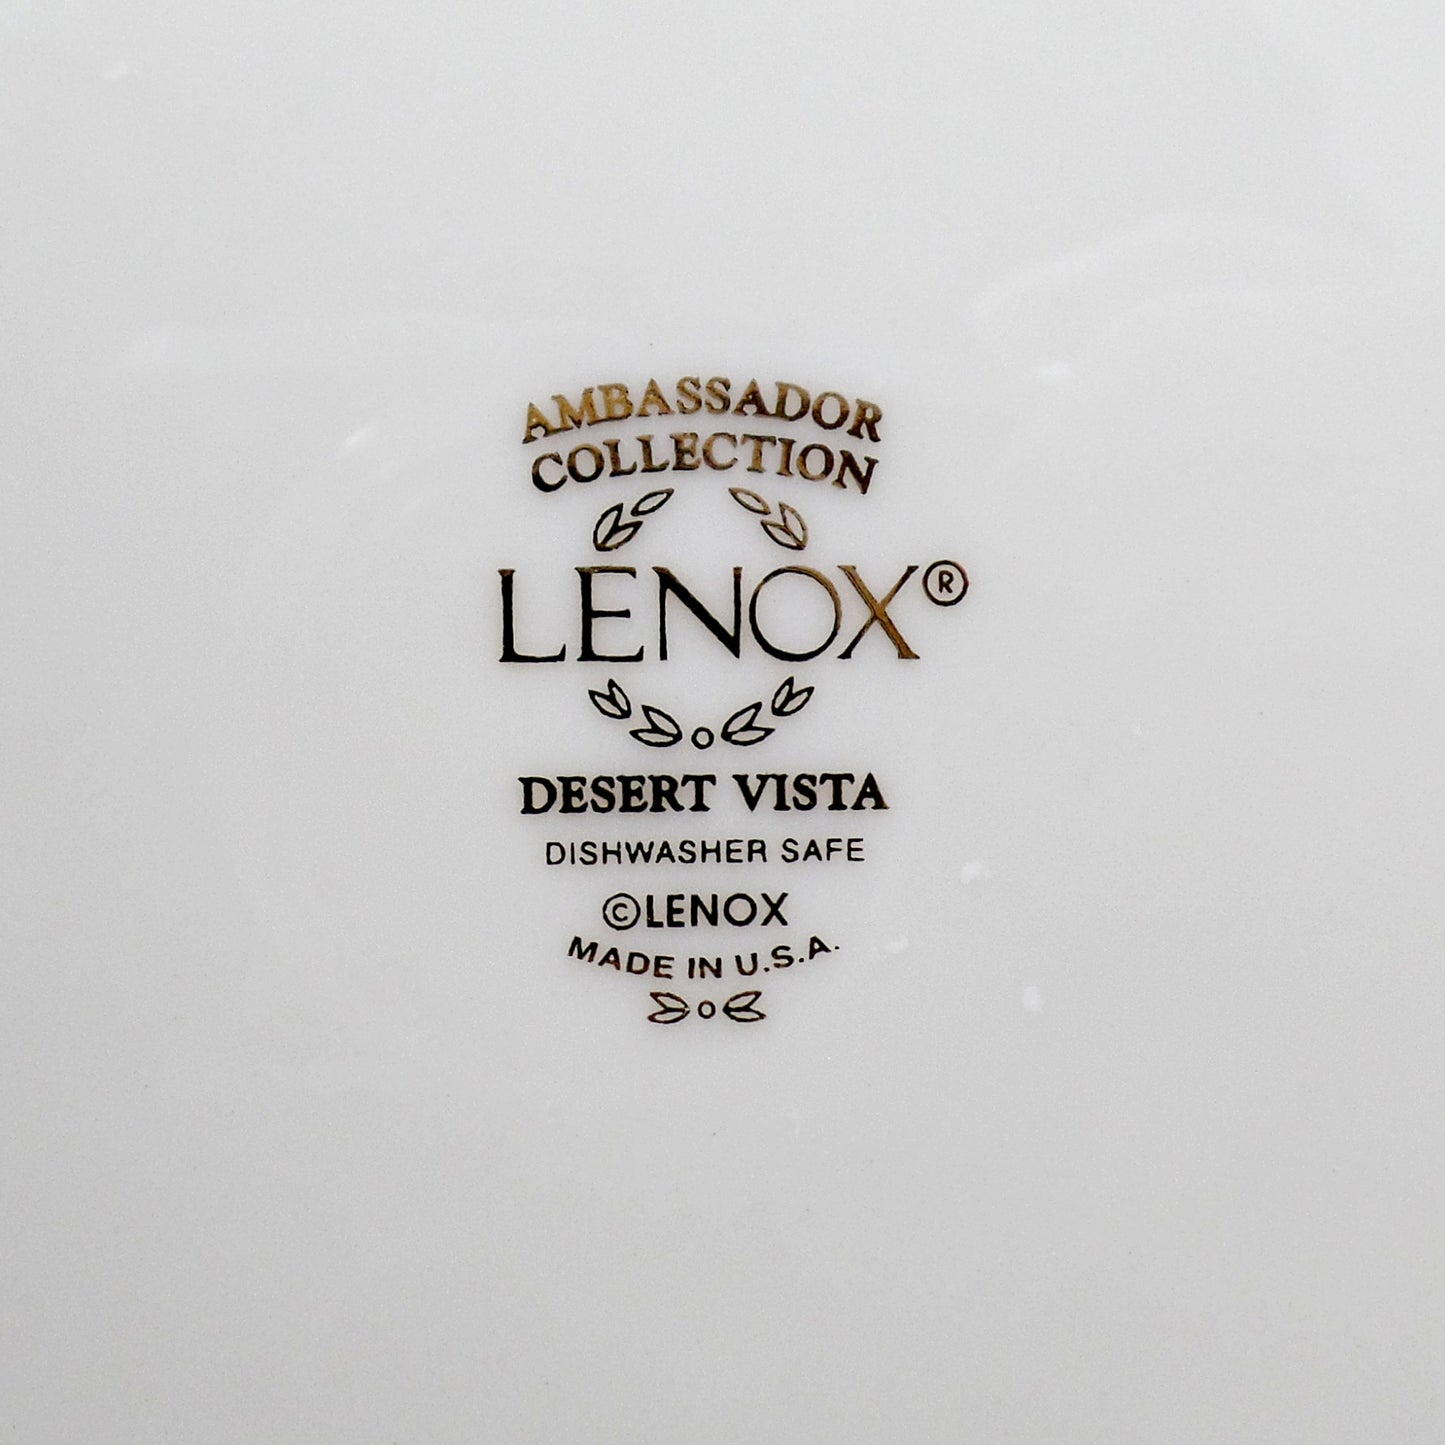 AMBASSADOR
COLLECTION
LENOX®
DESERT VISTA
DISHWASHER SAFE
©LENOX
MADE IN U.S.A.